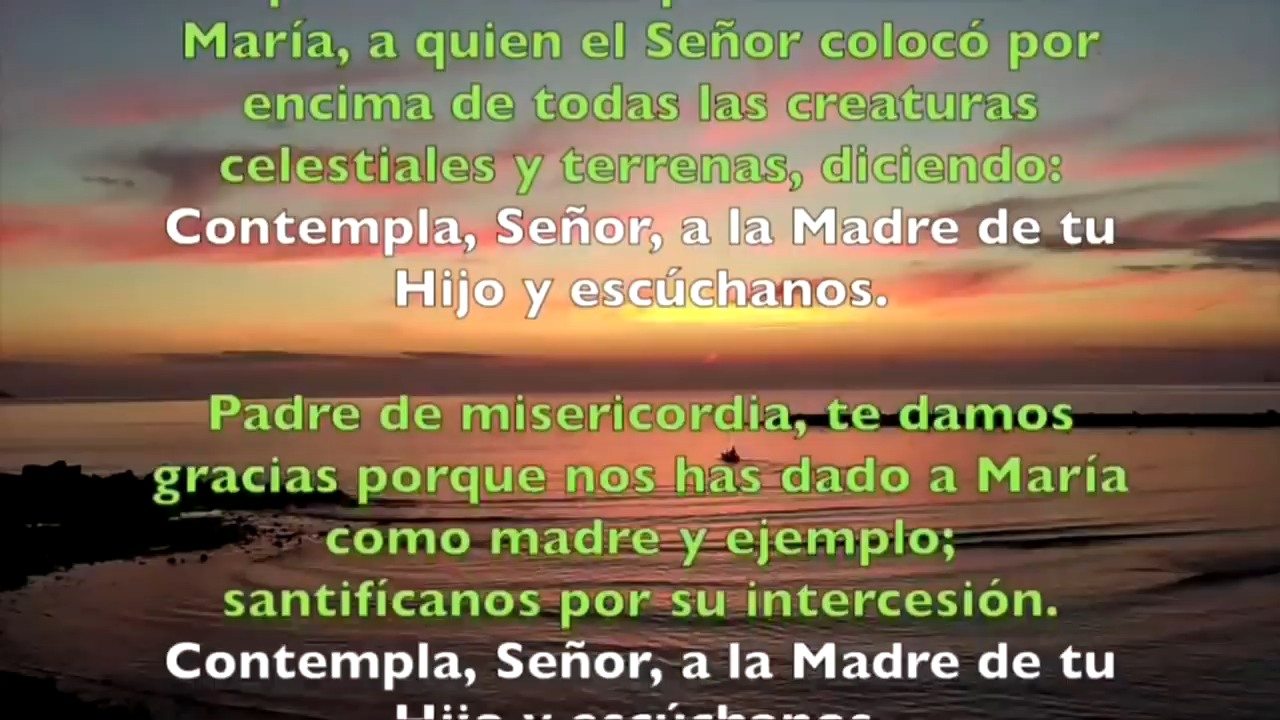 María, a quien el Señor colocó por
encima de todas las creaturas
celestiales y terrenas, diciendo:
Contempla, Señor, a la Madre de tu
Hijo y escúchanos.
Padre de misericordia, te damos
gracias porque nos has dado a María
como madre y ejemplo;
santifícanos por su intercesión.
Contempla, Señor, a la Madre de tu
Hijo y escúchanos.